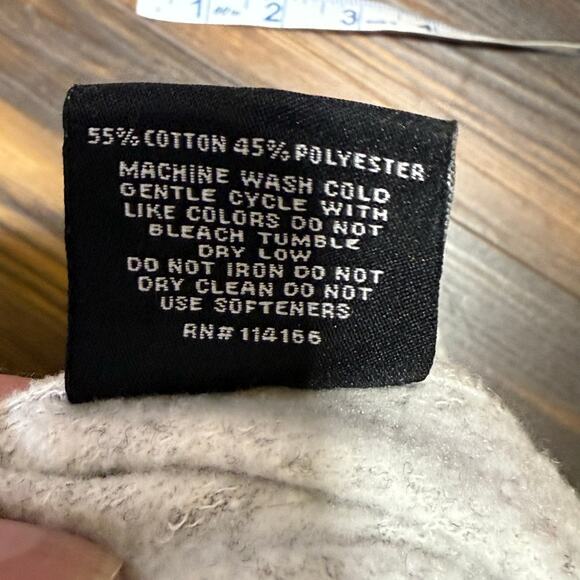 1 2 3
55% COTTON 45% POLYESTER
MACHINE WASH COLD
GENTLE CYCLE WITH
LIKE COLORS DO NOT
BLEACH TUMBLE
DRY LOW
DO NOT IRON DO NOT
DRY CLEAN DO NOT
USE SOFTENERS
RN# 114166